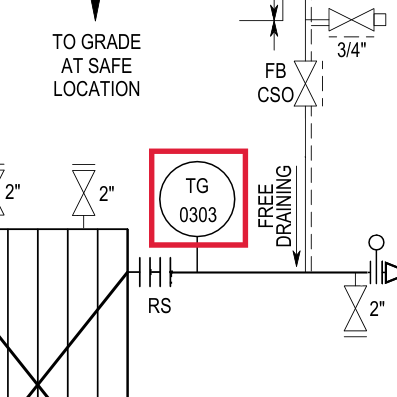 TO GRADE
AT SAFE
LOCATION
3/4"
FB
CSO
2"
2"
TG
0303
FREE
DRAINING
RS
2"